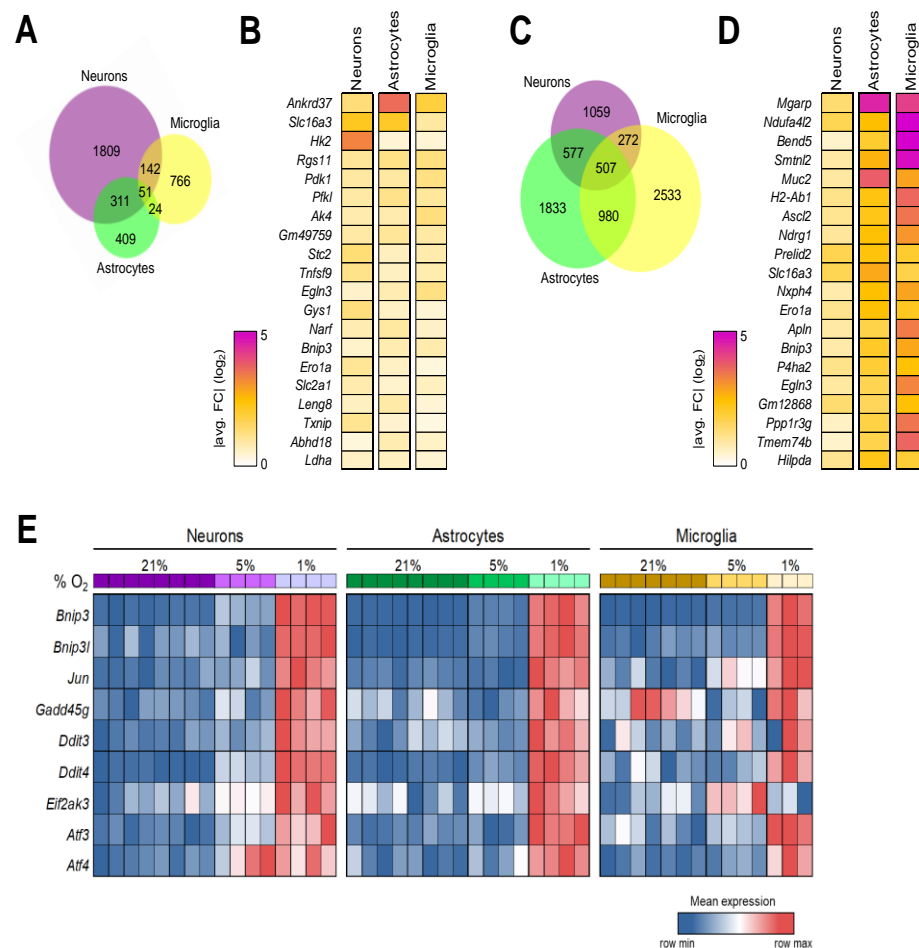 A
Neurons
Microglia
1809
142
766
51
311
24
409
Astrocytes
B
Neurons
Astrocytes
Microglia
Ankrd37
Slc16a3
Hk2
Rgs11
Pdk1
Pfkl
Ak4
Gm49759
Stc2
Tnfsf9
Egln3
Gys1
Narf
Bnip3
Ero1a
Slc2a1
Leng8
Txnip
Abhd18
Ldha
|avg. FC| (log2)
5
0
C
Neurons
1059
Microglia
272
577
507
2533
1833
980
Astrocytes
D
Neurons
Astrocytes
Microglia
Mgarp
Ndufa4l2
Bend5
Smtnl2
Muc2
H2-Ab1
Ascl2
Ndrg1
Prelid2
Slc16a3
Nxph4
Ero1a
Apln
Bnip3
P4ha2
Egln3
Gm12868
Ppp1r3g
Tmem74b
Hilpda
|avg. FC| (log2)
5
0
E
Neurons
Astrocytes
Microglia
% O2
21%
5%
1%
21%
5%
1%
21%
5%
1%
Bnip3
Bnip3l
Jun
Gadd45g
Ddit3
Ddit4
Eif2ak3
Atf3
Atf4
Mean expression
row min
row max